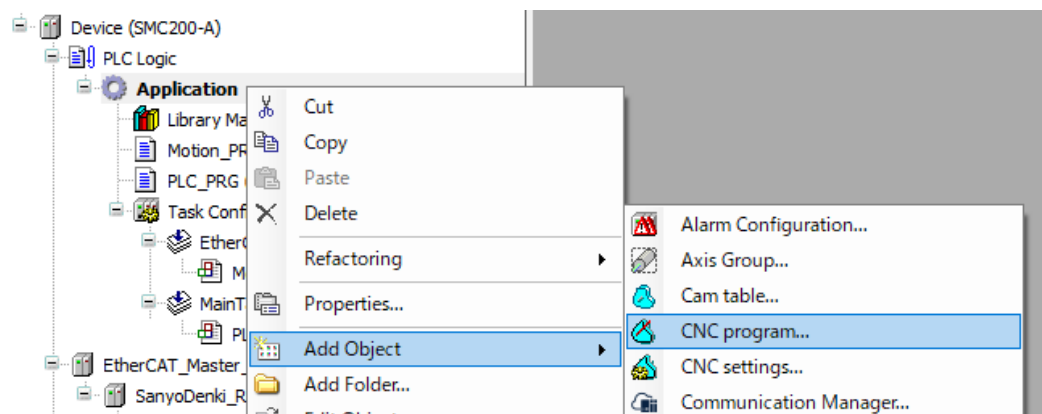 Device (SMC200-A)
PLC Logic
Application
Library Ma
Motion_PR
PLC_PRG
Task Conf
EtherC
M
MainT
PL
EtherCAT_Master_
SanyoDenki_R
Cut
Copy
Paste
Delete
Refactoring
Properties...
Add Object
Add Folder...
Alarm Configuration...
Axis Group...
Cam table...
CNC program...
CNC settings...
Communication Manager...